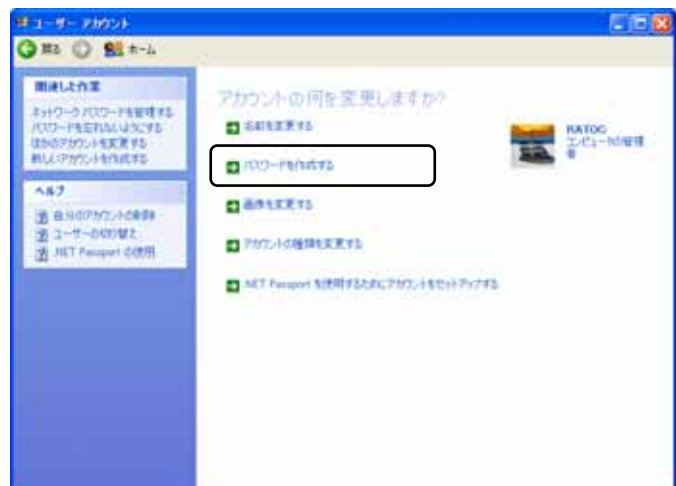 ユーザー アカウント
戻る ホーム
関連した作業
ネットワーク パスワードを管理する
パスワードを忘れないようにする
ほかのアカウントを変更する
新しいアカウントを作成する
ヘルプ
自分のアカウントの削除
ユーザーの切り替え
.NET Passport の使用
アカウントの何を変更しますか?
名前を変更する
パスワードを作成する
画像を変更する
アカウントの種類を変更する
.NET Passport を使用するためにアカウントをセットアップする
RATOC
コンピュータの管理
者